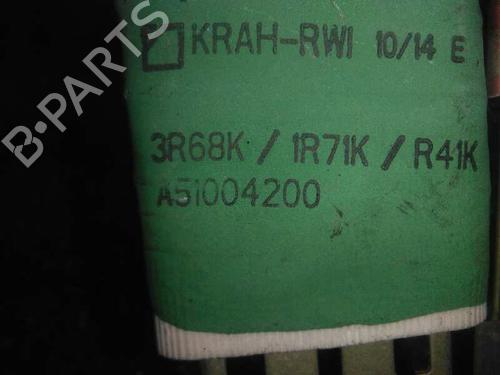 KRAH-RWI 10/14 E
3R68K / 1R71K / R41K
A51004200
B-PARTS